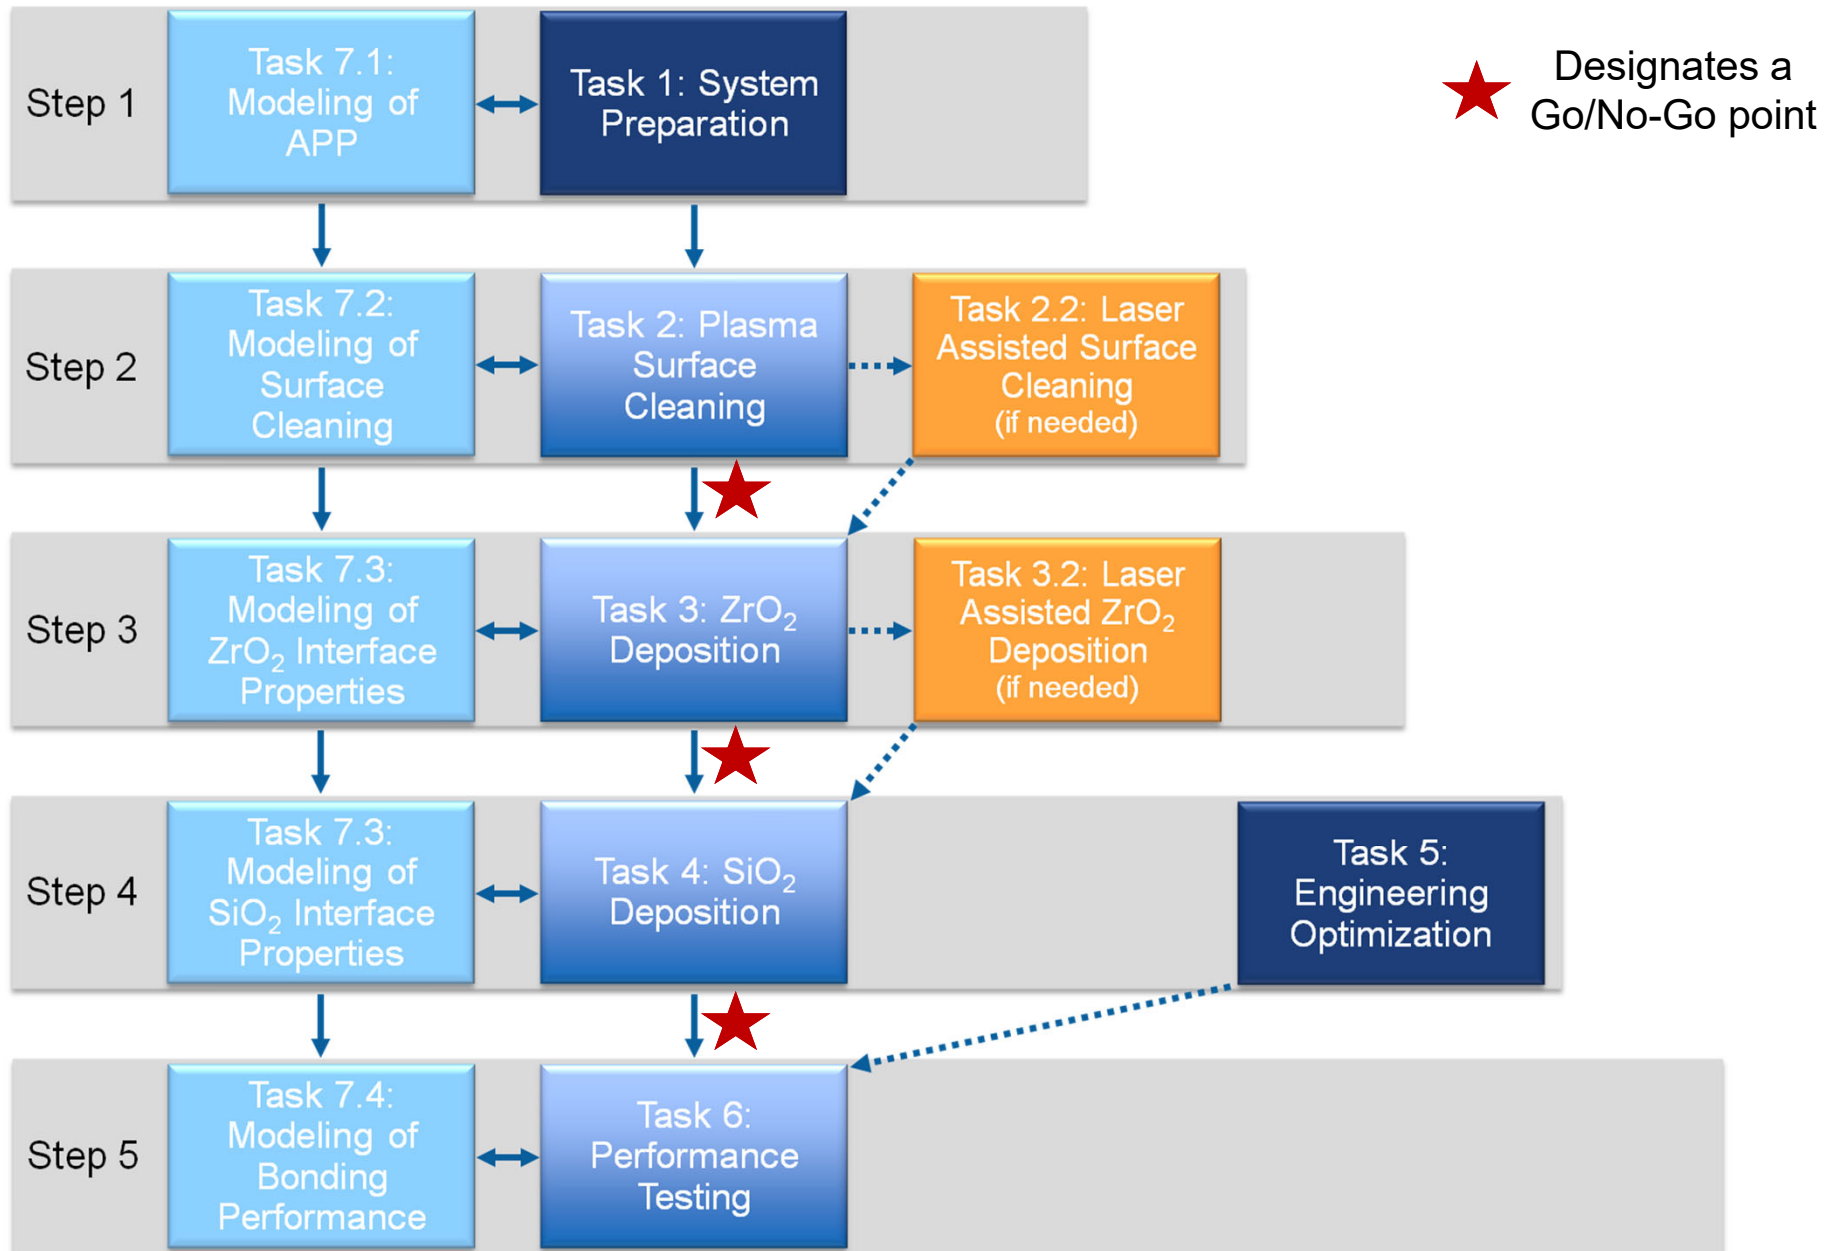 Designates a
Go/No-Go point
Step 1
Task 7.1:
Modeling of
APP
Task 1: System
Preparation
Step 2
Task 7.2:
Modeling of
Surface
Cleaning
Task 2: Plasma
Surface
Cleaning
Task 2.2: Laser
Assisted Surface
Cleaning
(if needed)
Step 3
Task 7.3:
Modeling of
ZrO₂ Interface
Properties
Task 3: ZrO₂
Deposition
Task 3.2: Laser
Assisted ZrO₂
Deposition
(if needed)
Step 4
Task 7.3:
Modeling of
SiO₂ Interface
Properties
Task 4: SiO₂
Deposition
Task 5:
Engineering
Optimization
Step 5
Task 7.4:
Modeling of
Bonding
Performance
Task 6:
Performance
Testing